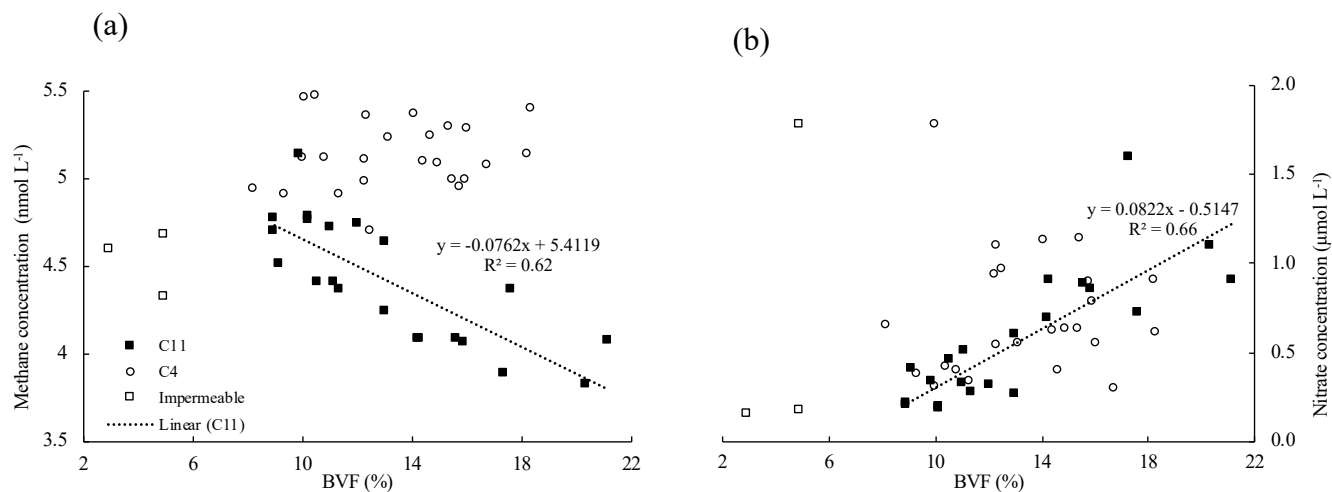 (a)
(b)
Methane concentration (nmol L-1)
5.5
5
4.5
4
3.5
y = -0.0762x + 5.4119
R² = 0.62
C11
C4
Impermeable
Linear (C11)
2 6 10 14 18 22
BVF (%)
2.0
1.5
1.0
0.5
0.0
Nitrate concentration (µmol L-1)
y = 0.0822x - 0.5147
R² = 0.66
2 6 10 14 18 22
BVF (%)